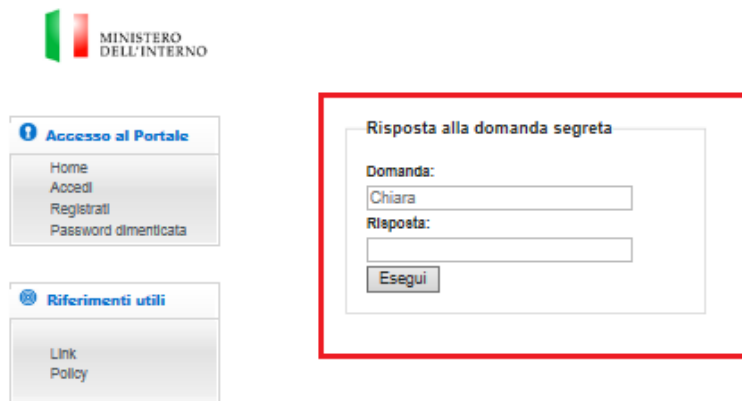 MINISTERO
DELL'INTERNO
Accesso al Portale
Home
Accedi
Registrati
Password dimenticata
Riferimenti utili
Link
Policy
Risposta alla domanda segreta
Domanda:
Chiara
Risposta:
Esegui